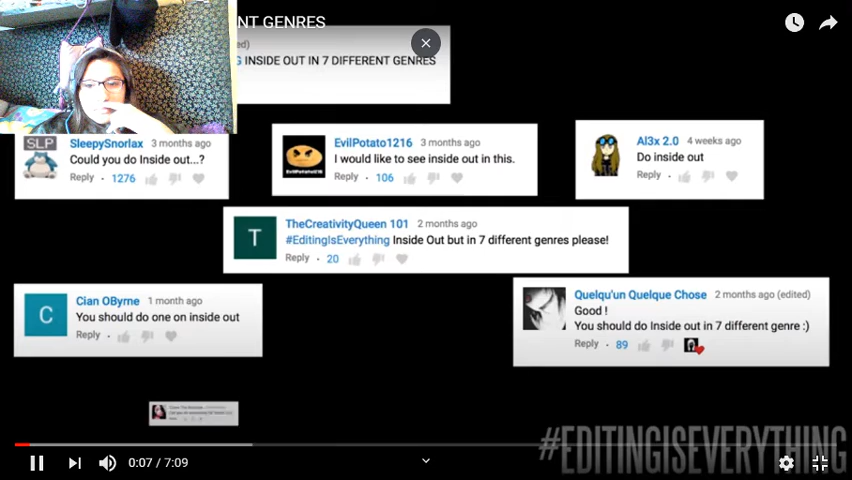 NT GENRES
ed)
INSIDE OUT IN 7 DIFFERENT GENRES
SLP
SleepySnorlax 3 months ago
Could you do Inside out...?
Reply 1276
EvilPotato1216
EvilPotato1216 3 months ago
I would like to see inside out in this.
Reply · 106
Al3x 2.0 4 weeks ago
Do inside out
Reply ·
T
TheCreativityQueen 101 2 months ago
#EditingIsEverything Inside Out but in 7 different genres please!
Reply · 20
C
Cian OByrne 1 month ago
You should do one on inside out
Reply ·
Quelqu'un Quelque Chose 2 months ago (edited)
Good !
You should do Inside out in 7 different genre :)
Reply · 89
#EDITINGISEVERYTHING
0:07 / 7:09